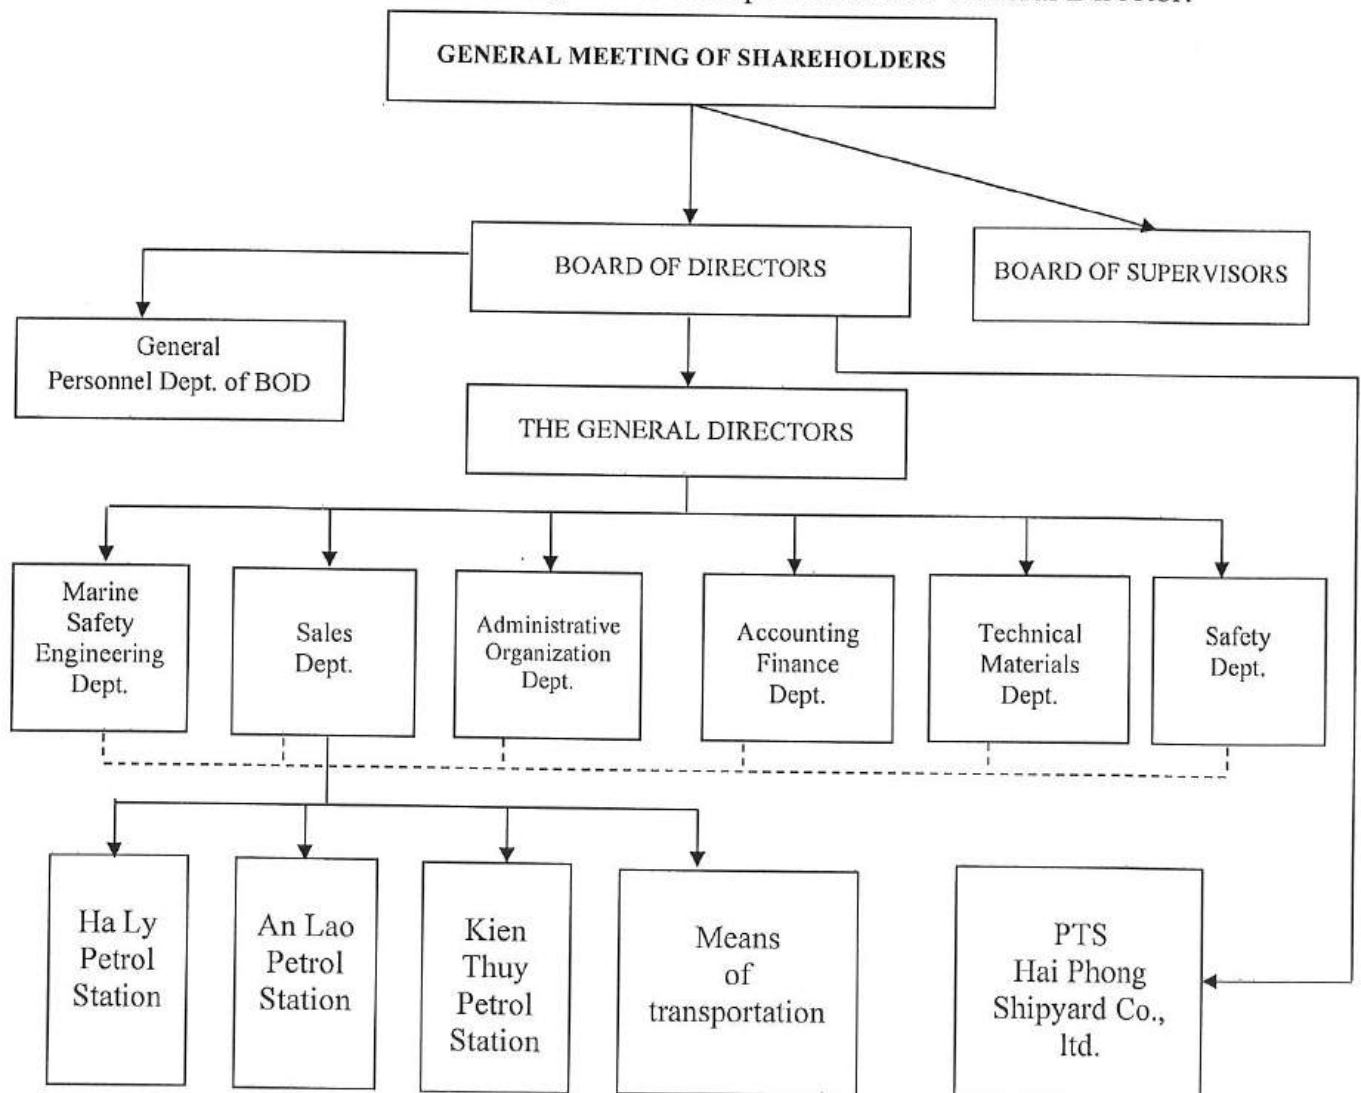 Director.
GENERAL MEETING OF SHAREHOLDERS
BOARD OF DIRECTORS
BOARD OF SUPERVISORS
General
Personnel Dept. of BOD
THE GENERAL DIRECTORS
Marine
Safety
Engineering
Dept.
Sales
Dept.
Administrative
Organization
Dept.
Accounting
Finance
Dept.
Technical
Materials
Dept.
Safety
Dept.
Ha Ly
Petrol
Station
An Lao
Petrol
Station
Kien
Thuy
Petrol
Station
Means
of
transportation
PTS
Hai Phong
Shipyard Co.,
ltd.